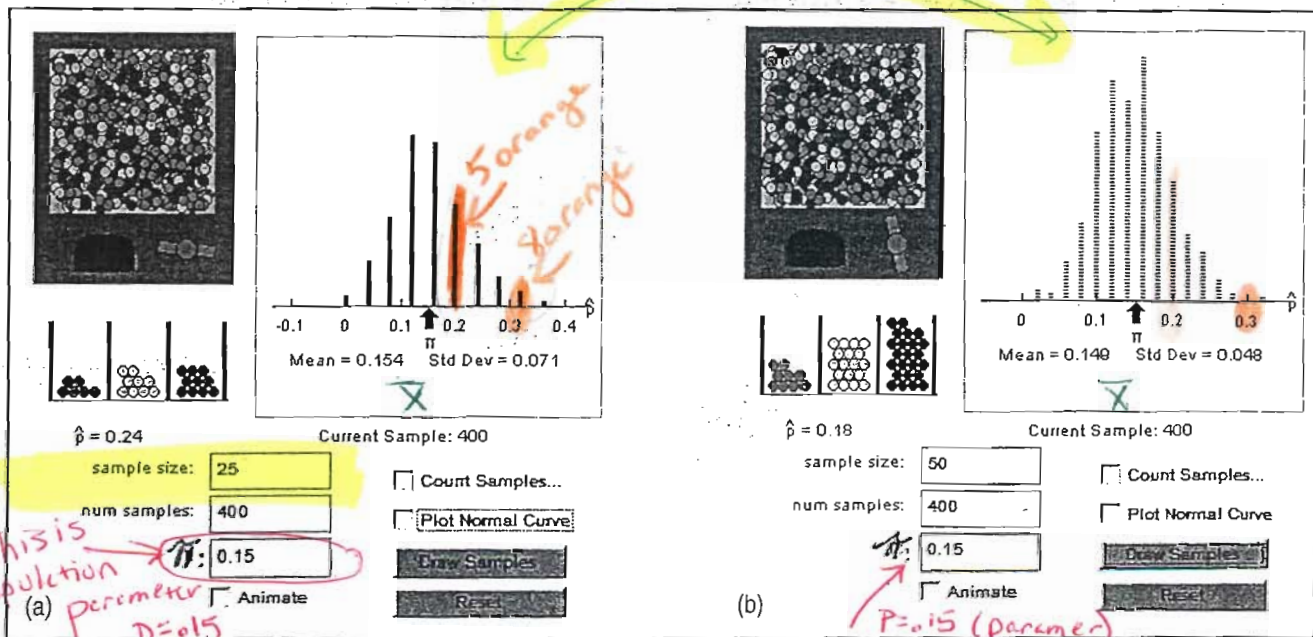 5 orange
8 orange
-0.1 0 0.1 0.2 0.3 0.4 p̂
π
Mean = 0.154 Std Dev = 0.071
X̄
p̂ = 0.24
Current Sample: 400
sample size: 25
num samples: 400
π: 0.15
Count Samples...
Plot Normal Curve
Draw Samples
Reset
Animate
his is
parameter
P=.15
(a)
0 0.1 0.2 0.3 p̂
π
Mean = 0.149 Std Dev = 0.048
X̄
p̂ = 0.18
Current Sample: 400
sample size: 50
num samples: 400
π: 0.15
Count Samples...
Plot Normal Curve
Draw Samples
Reset
Animate
P=.15 (paramer)
(b)